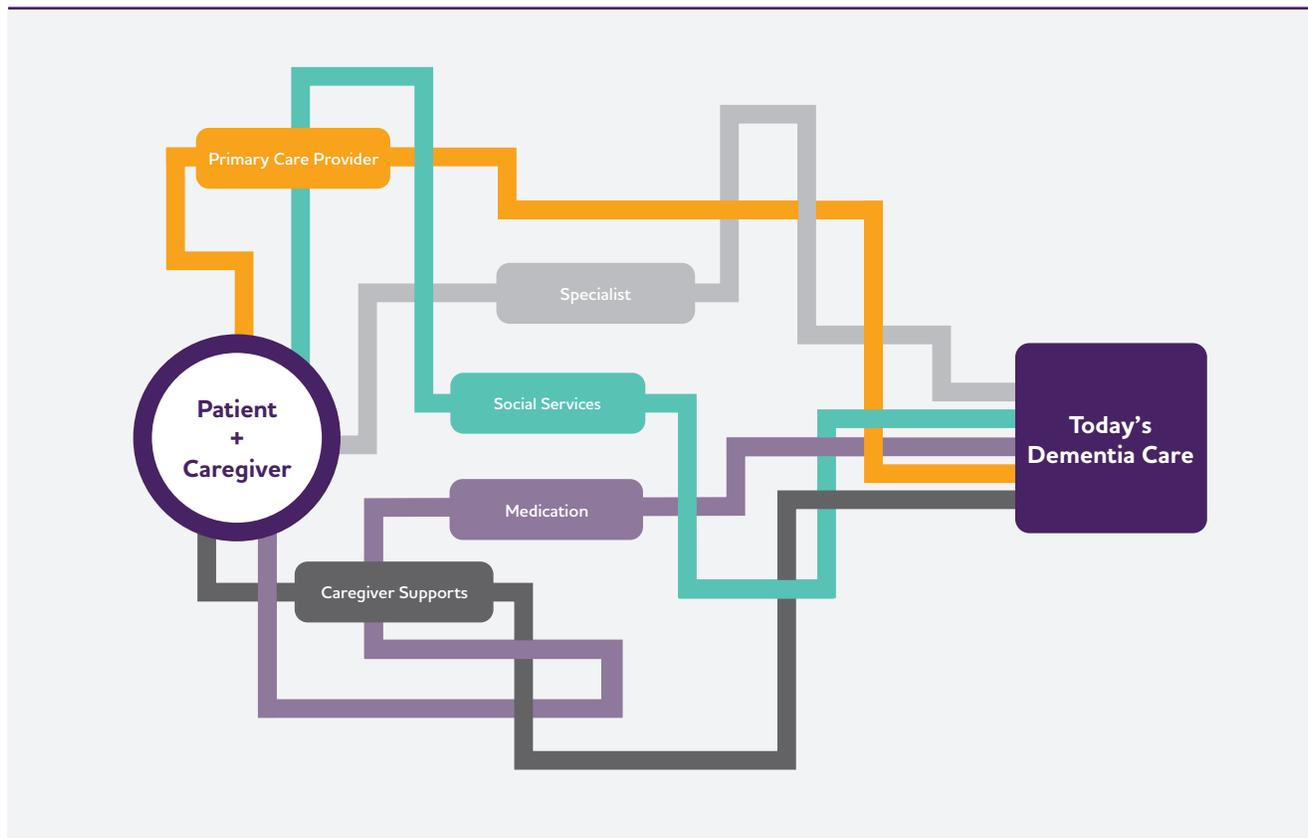 Primary Care Provider
Specialist
Patient
+
Caregiver
Social Services
Today’s
Dementia Care
Medication
Caregiver Supports